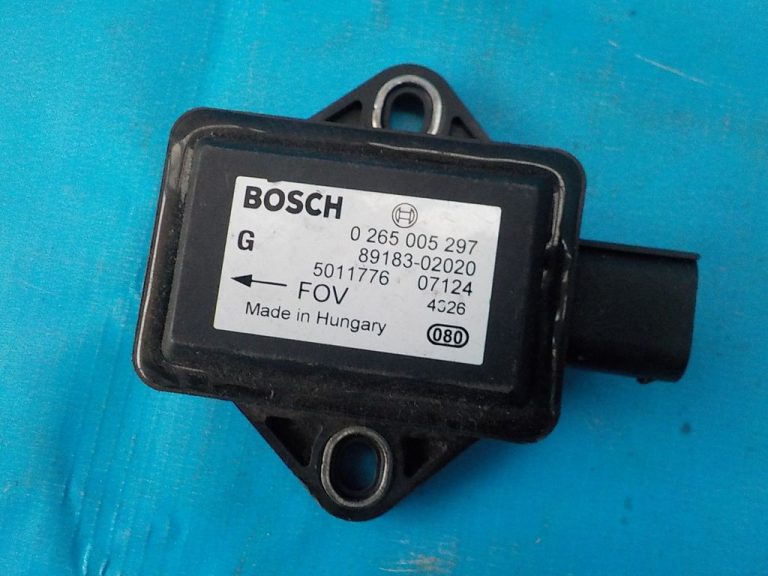 BOSCH
G 0 265 005 297
89183-02020
5011776 07124
FOV 4326
Made in Hungary
080